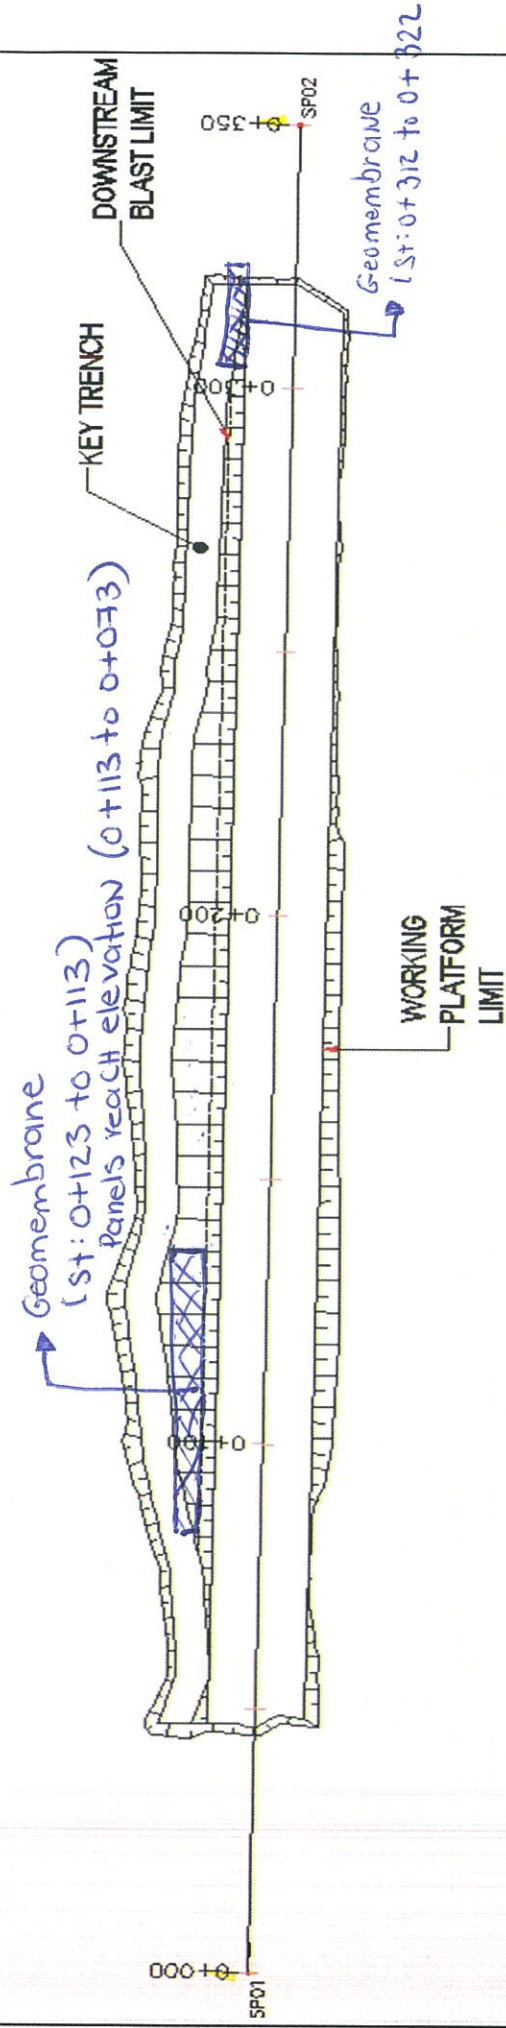 Geomembrane
(St: 0+123 to 0+113)
Panels reach elevation (0+113 to 0+073)
KEY TRENCH
DOWNSTREAM
BLAST LIMIT
0+350
SP02
0+300
0+200
0+100
0+000
SP01
WORKING
PLATFORM
LIMIT
Geomembrane
(St: 0+312 to 0+322